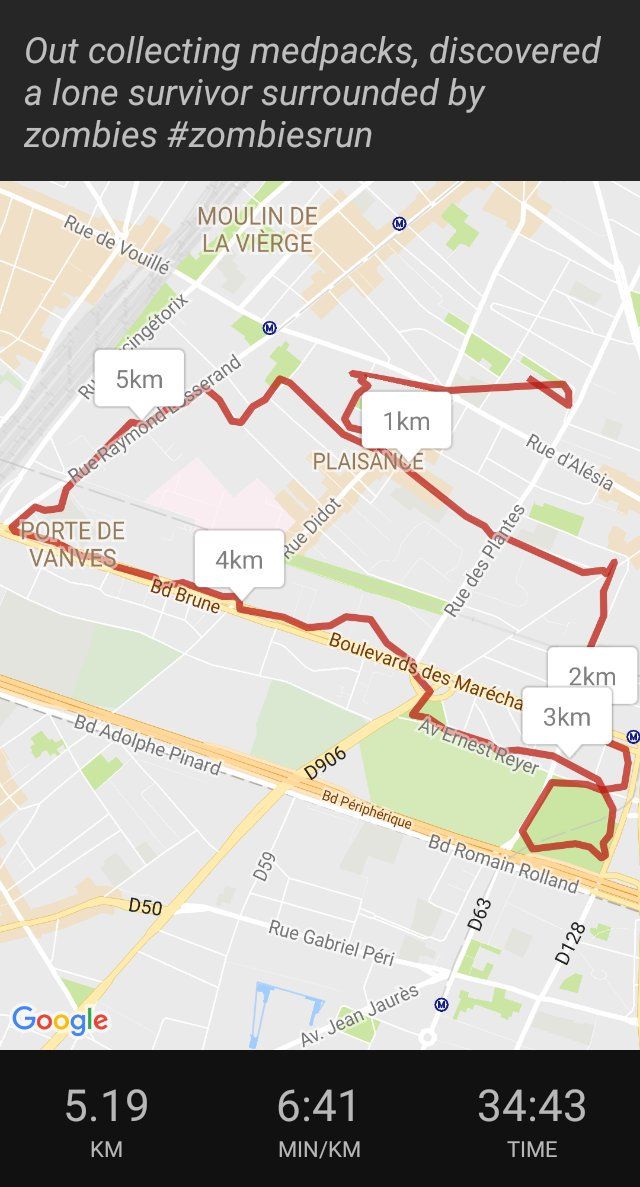 Out collecting medpacks, discovered
a lone survivor surrounded by
zombies #zombiesrun
MOULIN DE
LA VIÈRGE
M
Rue de Vouillé
M
cingétorix
5km
Rue Raymond Losserand
1km
PLAISANCE
Rue d'Alésia
PORTE DE
VANVES
Rue Didot
4km
Rue des Plantes
Bd Brune
Boulevards des Marécha
2km
3km
M
Av Ernest Reyer
Bd Adolphe Pinard
D906
Bd Périphérique
Bd Romain Rolland
D59
D50
D63
D128
Rue Gabriel Péri
Av. Jean Jaurès
M
Google
5.19
6:41
34:43
KM
MIN/KM
TIME